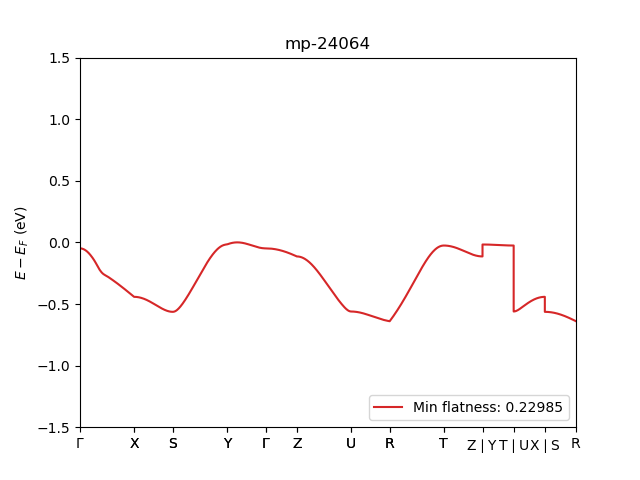 mp-24064
1.5
1.0
0.5
0.0
−0.5
−1.0
−1.5
E − E_F (eV)
Min flatness: 0.22985
Γ X S Y Γ Z U R T Z | Y T | U X | S R